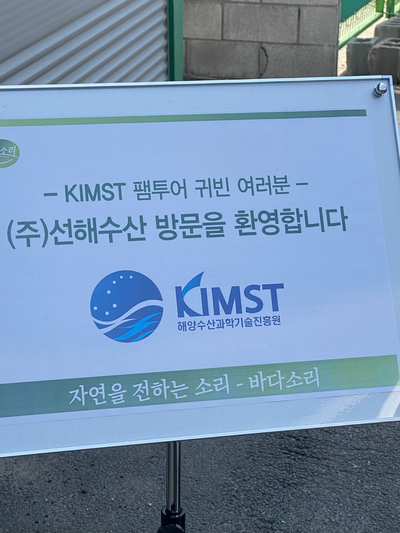 소리
- KIMST 팸투어 귀빈 여러분 -
(주)선해수산 방문을 환영합니다
KIMST
해양수산과학기술진흥원
자연을 전하는 소리 - 바다소리